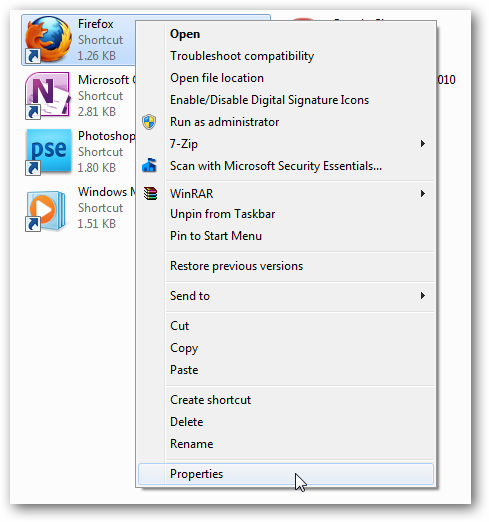 Firefox
Shortcut
1.26 KB
Microsoft
Shortcut
2.81 KB
2010
pse
Photoshop
Shortcut
1.80 KB
Windows
Shortcut
1.51 KB
Open
Troubleshoot compatibility
Open file location
Enable/Disable Digital Signature Icons
Run as administrator
7-Zip
Scan with Microsoft Security Essentials...
WinRAR
Unpin from Taskbar
Pin to Start Menu
Restore previous versions
Send to
Cut
Copy
Paste
Create shortcut
Delete
Rename
Properties